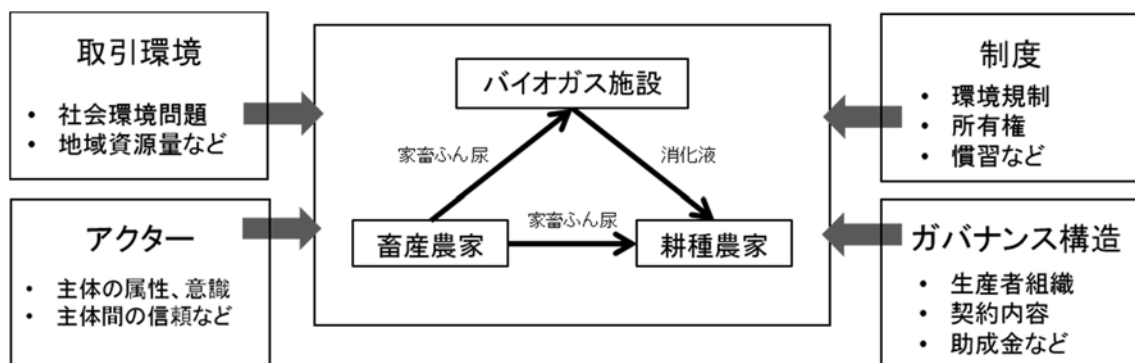 取引環境
• 社会環境問題
• 地域資源量など
アクター
• 主体の属性、意識
• 主体間の信頼など
バイオガス施設
家畜ふん尿
消化液
家畜ふん尿
畜産農家
耕種農家
制度
• 環境規制
• 所有権
• 慣習など
ガバナンス構造
• 生産者組織
• 契約内容
• 助成金など